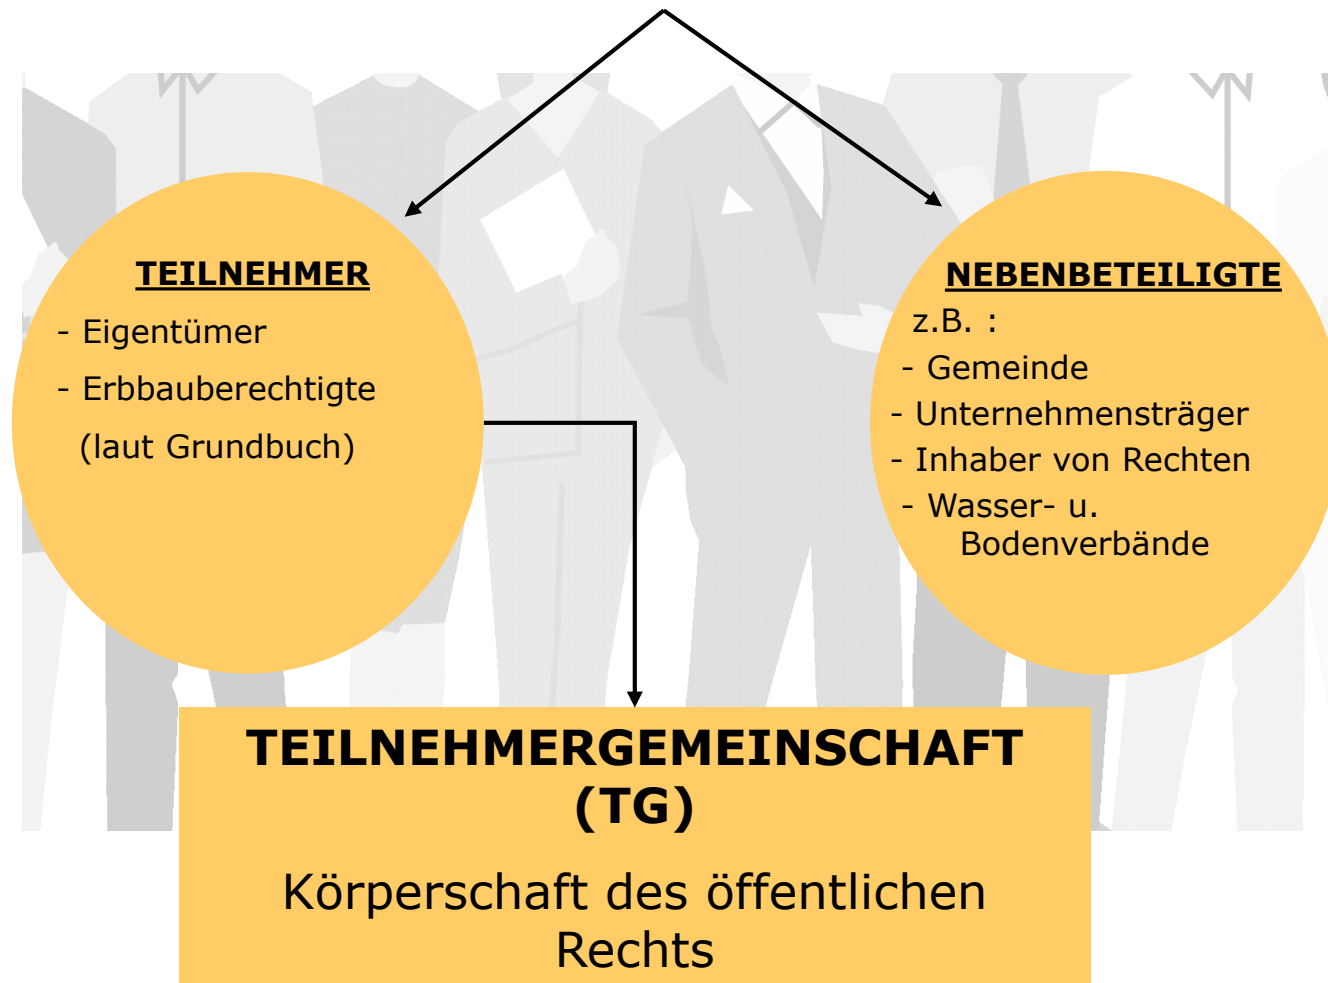 TEILNEHMER
- Eigentümer
- Erbbauberechtigte
(laut Grundbuch)
NEBENBETEILIGTE
z.B. :
- Gemeinde
- Unternehmensträger
- Inhaber von Rechten
- Wasser- u.
Bodenverbände
TEILNEHMERGEMEINSCHAFT
(TG)
Körperschaft des öffentlichen
Rechts